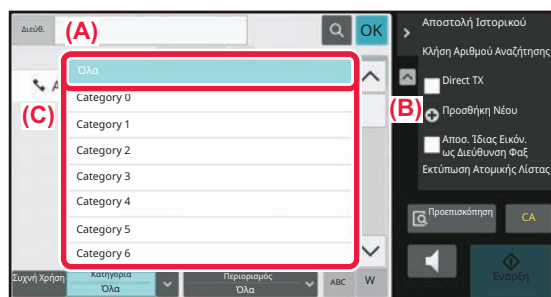 Διεύθ.
(A)
OK
Όλα
(C)
Α
Category 0
Category 1
Category 2
Category 3
Category 4
Category 5
Category 6
Συχνή Χρήση
Κατηγορία
Όλα
Περιορισμός
Όλα
ABC
W
Αποστολή Ιστορικού
Κλήση Αριθμού Αναζήτησης
Direct TX
(B)
Προσθήκη Νέου
Αποσ. Ίδιας Εικόν.
ως Διεύθυνση Φαξ
Εκτύπωση Ατομικής Λίστας
Προεπισκόπηση
CA
Έναρξη